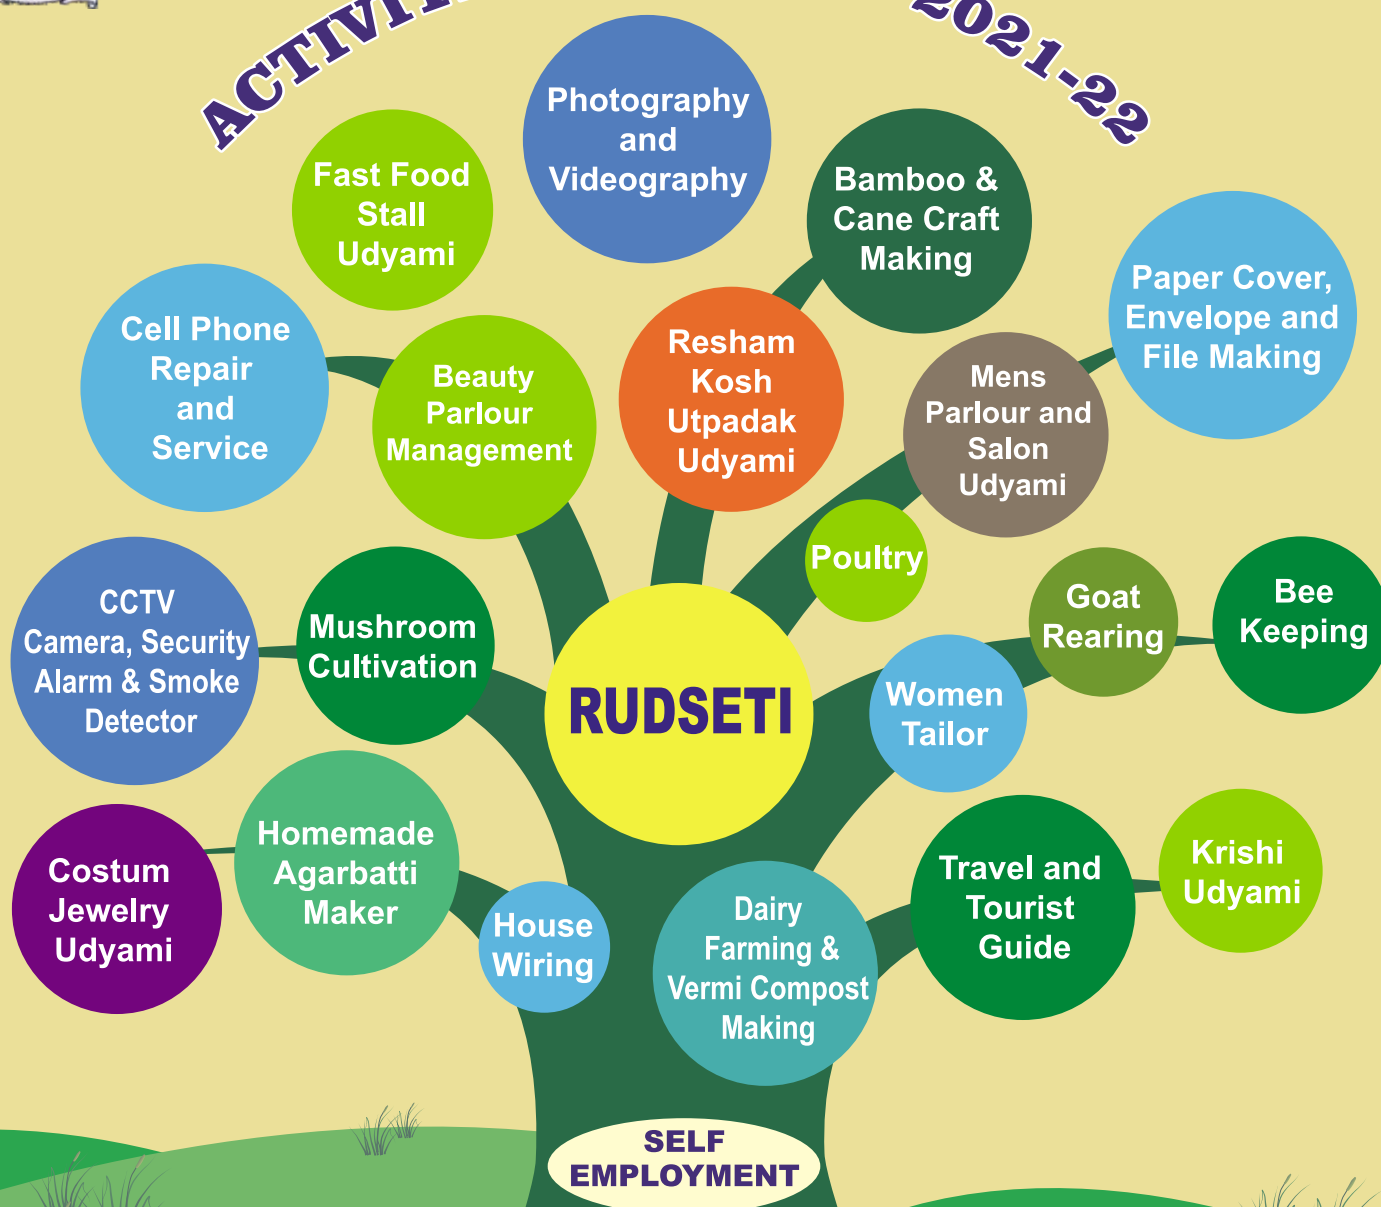 2021-22
Photography
and
Videography
Fast Food
Stall
Udyami
Bamboo &
Cane Craft
Making
Paper Cover,
Envelope and
File Making
Cell Phone
Repair
and
Service
Beauty
Parlour
Management
Resham
Kosh
Utpadak
Udyami
Mens
Parlour and
Salon
Udyami
Poultry
Goat
Rearing
Bee
Keeping
CCTV
Camera, Security
Alarm & Smoke
Detector
Mushroom
Cultivation
RUDSETI
Women
Tailor
Costum
Jewelry
Udyami
Homemade
Agarbatti
Maker
House
Wiring
Dairy
Farming &
Vermi Compost
Making
Travel and
Tourist
Guide
Krishi
Udyami
SELF
EMPLOYMENT